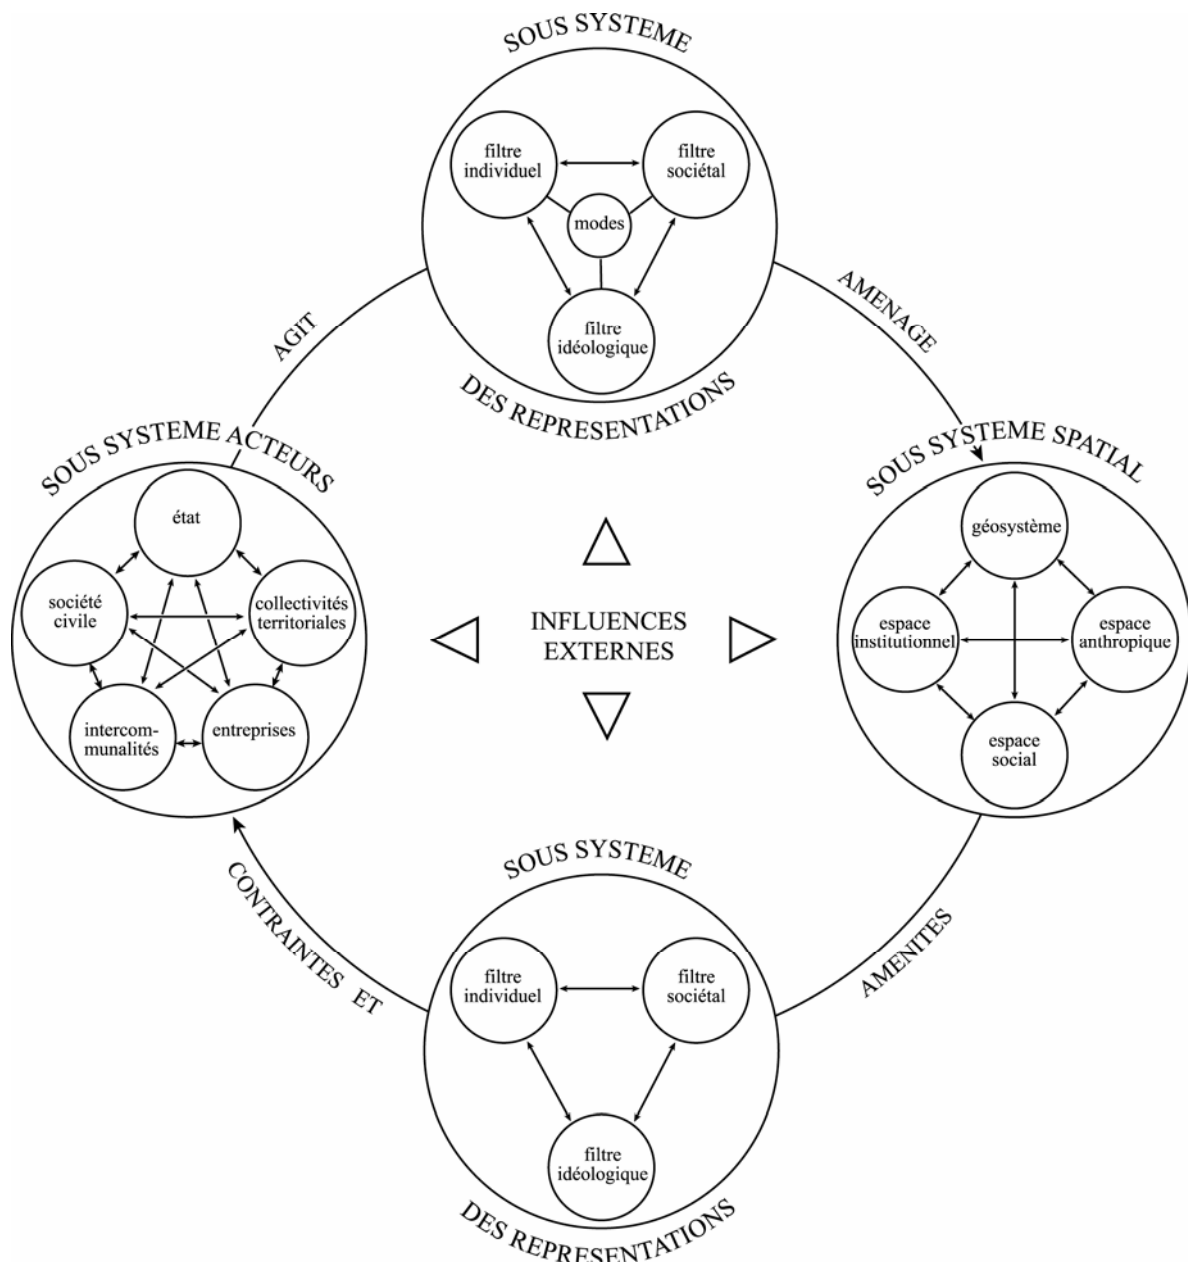 SOUS SYSTEME
filtre
individuel
filtre
sociétal
modes
filtre
idéologique
DES REPRESENTATIONS
AGIT
AMENAGE
SOUS SYSTEME ACTEURS
état
société
civile
collectivités
territoriales
intercom-
munalités
entreprises
INFLUENCES
EXTERNES
SOUS SYSTEME SPATIAL
géosystème
espace
institutionnel
espace
anthropique
espace
social
CONTRAINTES ET
AMENITES
SOUS SYSTEME
filtre
individuel
filtre
sociétal
filtre
idéologique
DES REPRESENTATIONS